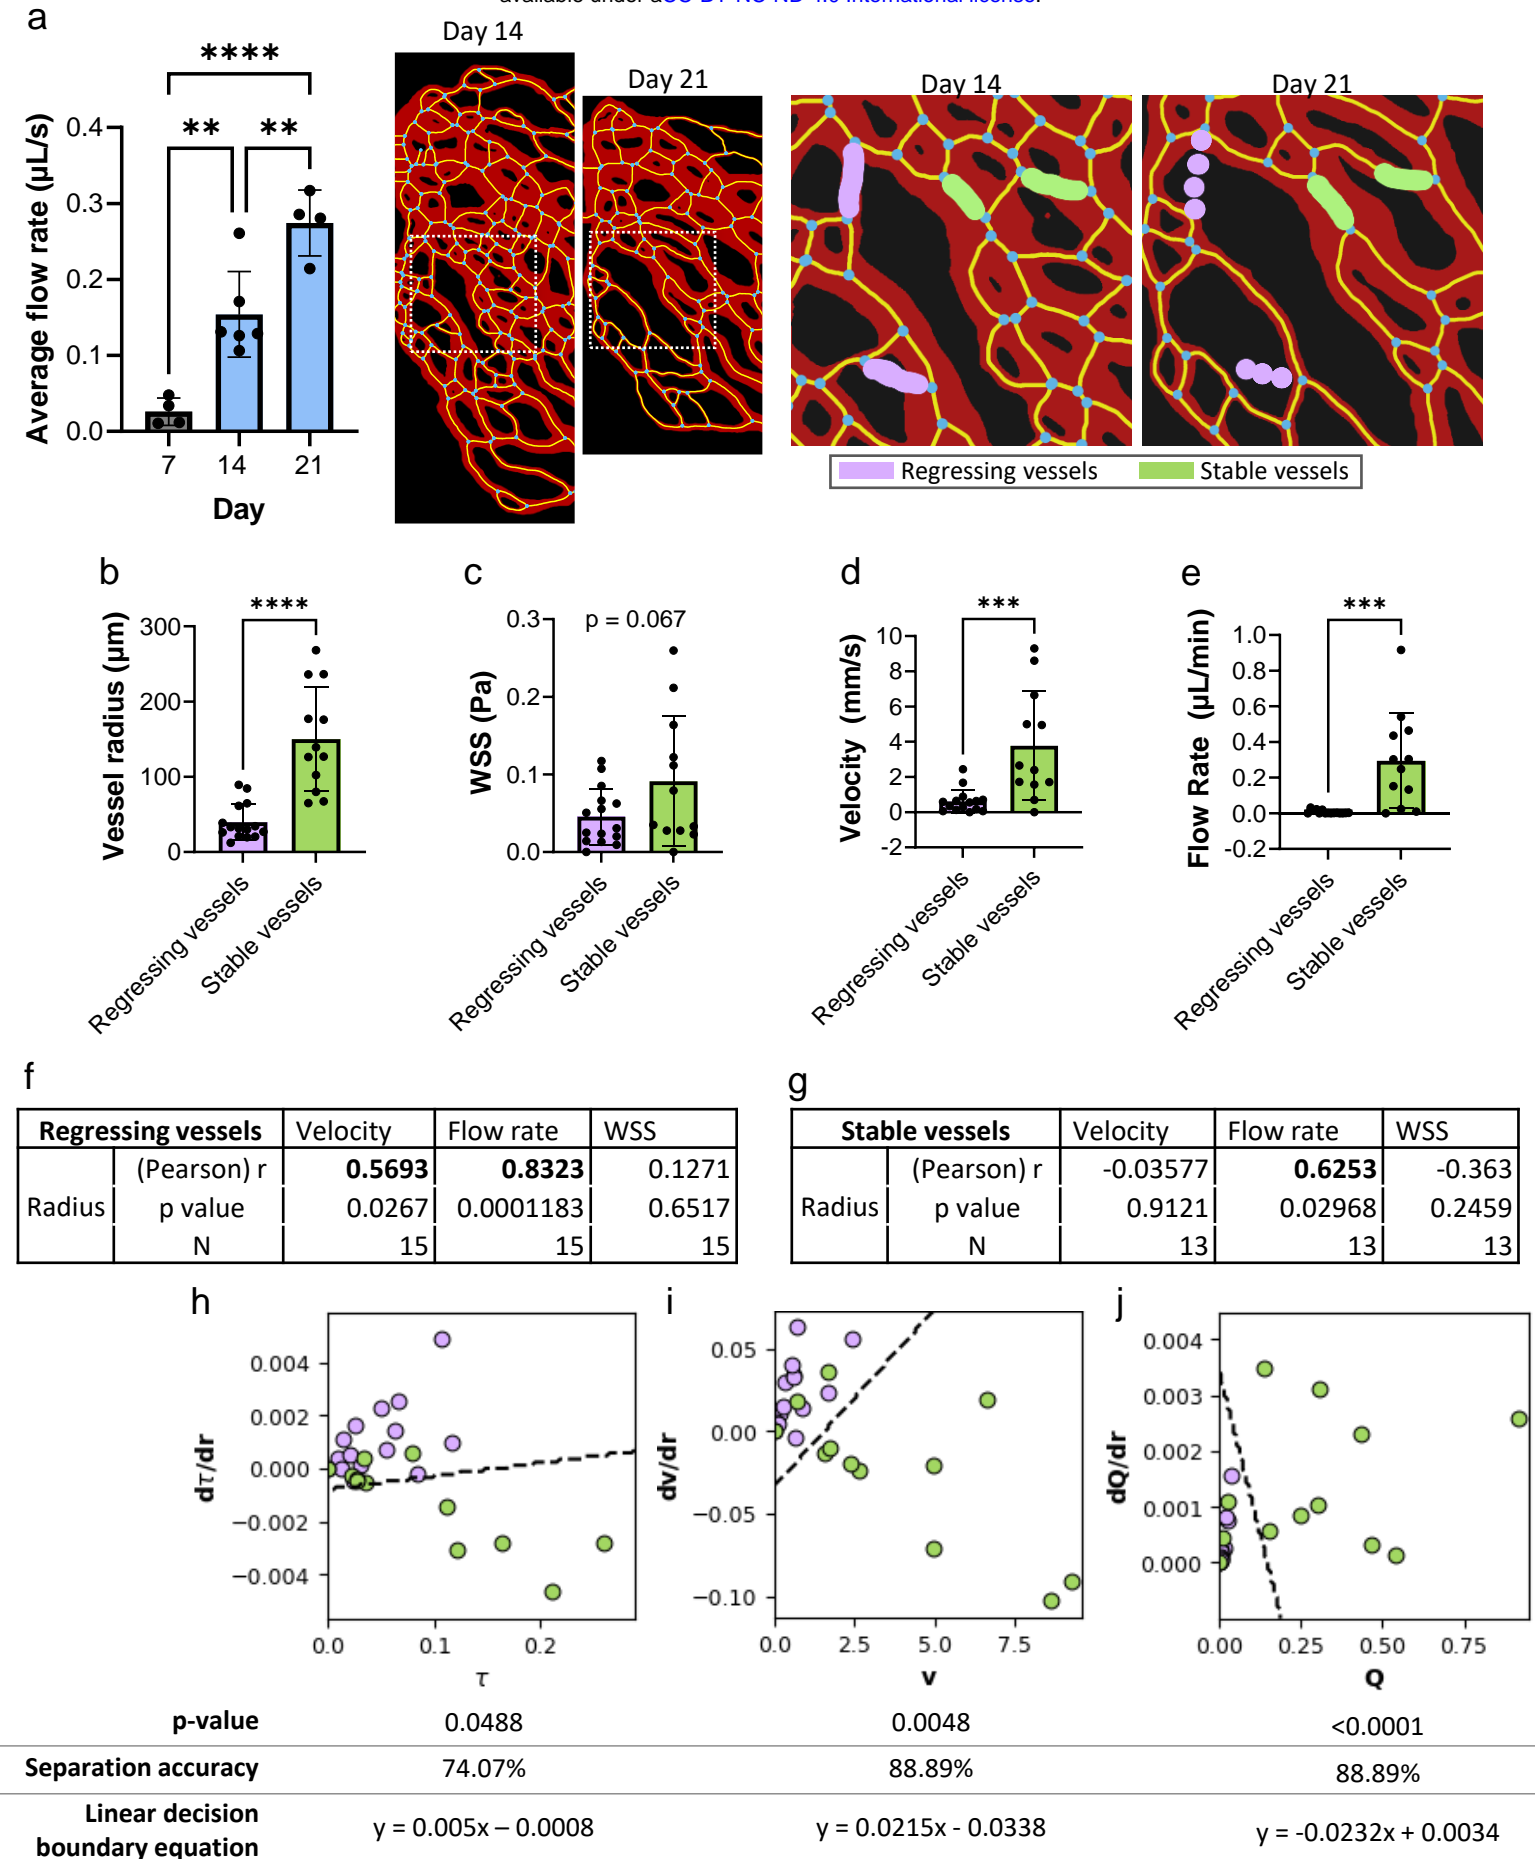 a
Day 14
Day 21
Day 14
Day 21
****
**
**
Average flow rate (µL/s)
0.4
0.3
0.2
0.1
0.0
7
14
21
Day
Regressing vessels
Stable vessels
b
****
Vessel radius (µm)
300
200
100
0
Regressing vessels
Stable vessels
c
p = 0.067
WSS (Pa)
0.3
0.2
0.1
0.0
Regressing vessels
Stable vessels
d
***
Velocity (mm/s)
10
8
6
4
2
0
-2
Regressing vessels
Stable vessels
e
***
Flow Rate (µL/min)
1.0
0.8
0.6
0.4
0.2
0.0
-0.2
Regressing vessels
Stable vessels
f
Regressing vessels Velocity Flow rate WSS
Radius (Pearson) r 0.5693 0.8323 0.1271
p value 0.0267 0.0001183 0.6517
N 15 15 15
g
Stable vessels Velocity Flow rate WSS
Radius (Pearson) r -0.03577 0.6253 -0.363
p value 0.9121 0.02968 0.2459
N 13 13 13
h
dτ/dr
0.004
0.002
0.000
−0.002
−0.004
0.0 0.1 0.2
τ
i
dv/dr
0.05
0.00
−0.05
−0.10
0.0 2.5 5.0 7.5
v
j
dQ/dr
0.004
0.003
0.002
0.001
0.000
0.00 0.25 0.50 0.75
Q
p-value 0.0488 0.0048 <0.0001
Separation accuracy 74.07% 88.89% 88.89%
Linear decision
boundary equation y = 0.005x – 0.0008 y = 0.0215x - 0.0338 y = -0.0232x + 0.0034